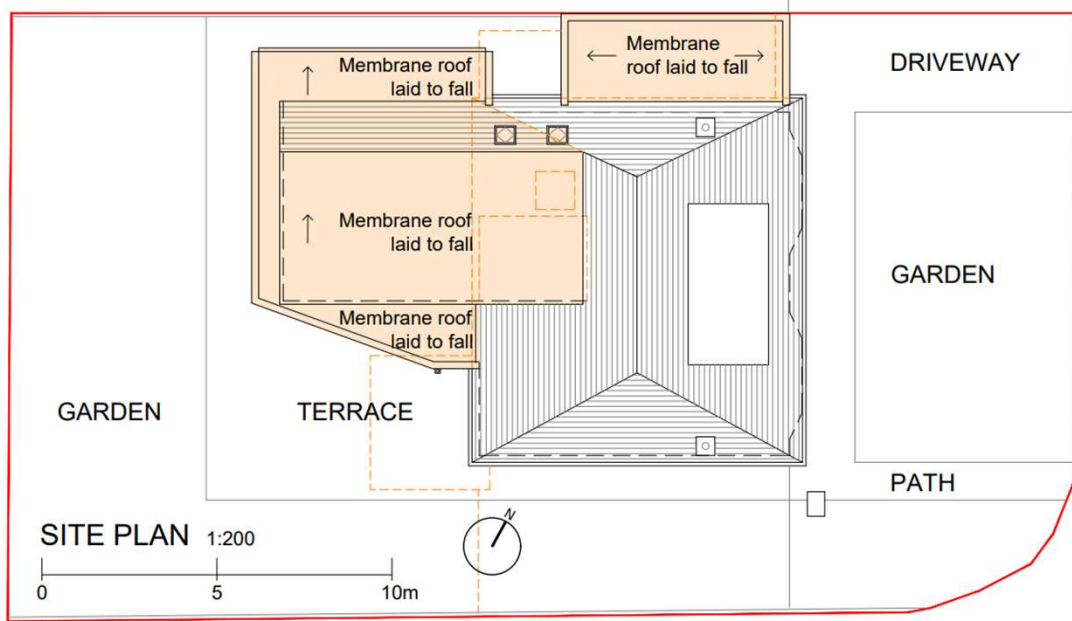 Membrane roof
laid to fall
Membrane
roof laid to fall
DRIVEWAY
Membrane roof
laid to fall
GARDEN
Membrane roof
laid to fall
GARDEN
TERRACE
PATH
SITE PLAN 1:200
N
0 5 10m